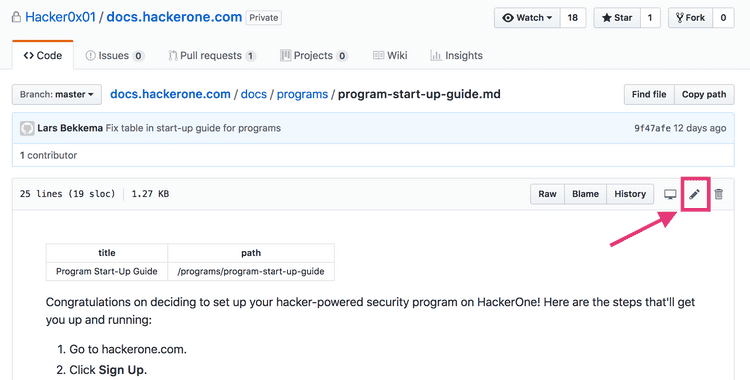 Hacker0x01 / docs.hackerone.com Private
Watch 18 Star 1 Fork 0
Code Issues 0 Pull requests 1 Projects 0 Wiki Insights
Branch: master docs.hackerone.com / docs / programs / program-start-up-guide.md Find file Copy path
Lars Bekkema Fix table in start-up guide for programs 9f47afe 12 days ago
1 contributor
25 lines (19 sloc) 1.27 KB Raw Blame History
title path
Program Start-Up Guide /programs/program-start-up-guide
Congratulations on deciding to set up your hacker-powered security program on HackerOne! Here are the steps that'll get
you up and running:
1. Go to hackerone.com.
2. Click Sign Up.